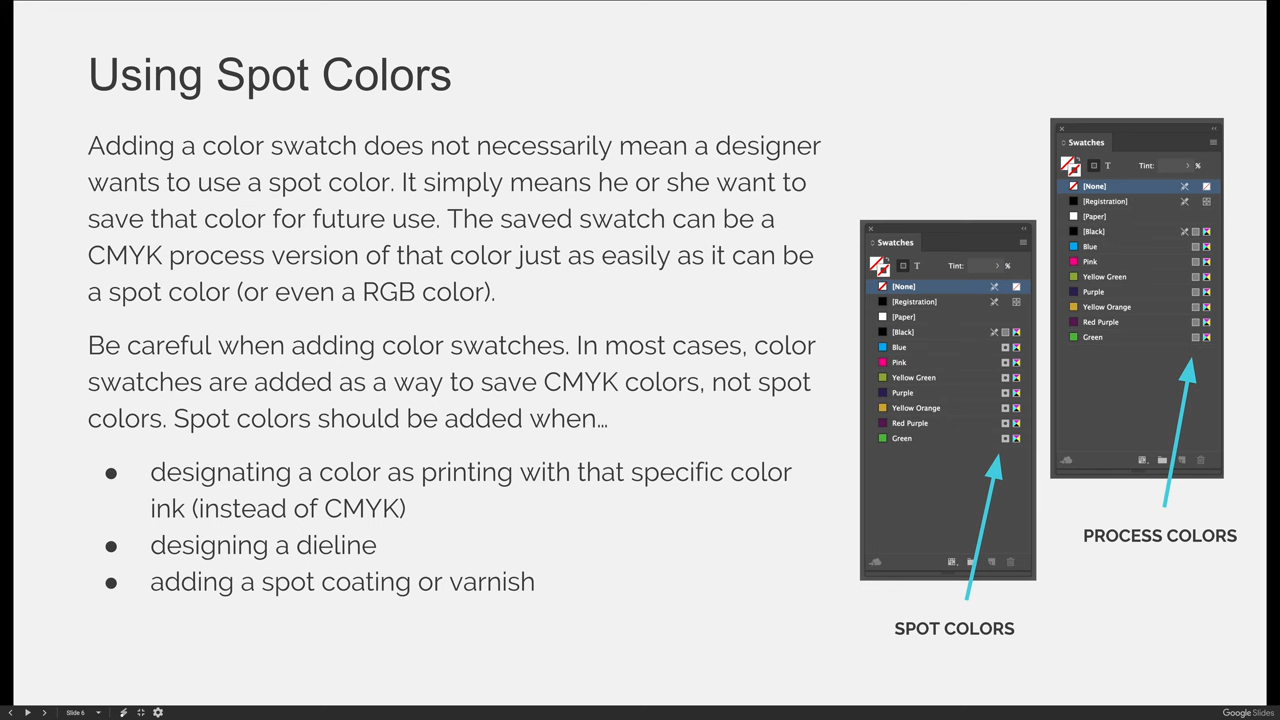 Using Spot Colors
Adding a color swatch does not necessarily mean a designer
wants to use a spot color. It simply means he or she want to
save that color for future use. The saved swatch can be a
CMYK process version of that color just as easily as it can be
a spot color (or even a RGB color).
Be careful when adding color swatches. In most cases, color
swatches are added as a way to save CMYK colors, not spot
colors. Spot colors should be added when…
● designating a color as printing with that specific color
ink (instead of CMYK)
● designing a dieline
● adding a spot coating or varnish
Swatches
T Tint: > %
[None]
[Registration]
[Paper]
[Black]
Blue
Pink
Yellow Green
Purple
Yellow Orange
Red Purple
Green
SPOT COLORS
Swatches
T Tint: > %
[None]
[Registration]
[Paper]
[Black]
Blue
Pink
Yellow Green
Purple
Yellow Orange
Red Purple
Green
PROCESS COLORS
Slide 6
Google Slides